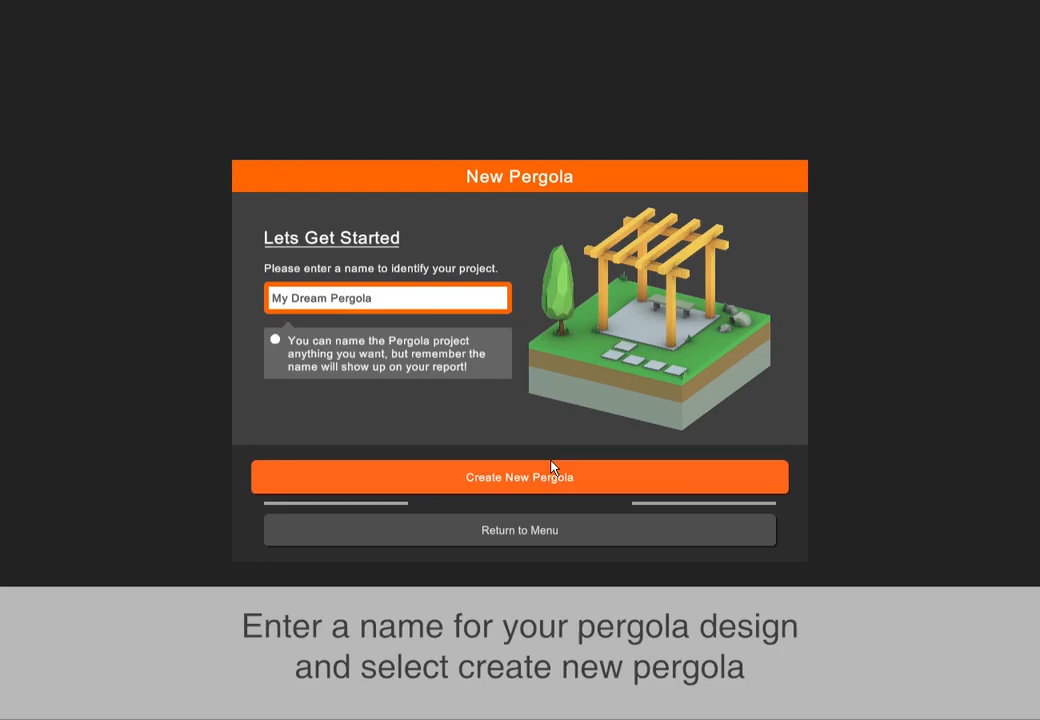 New Pergola
Lets Get Started
Please enter a name to identify your project.
My Dream Pergola
You can name the Pergola project
anything you want, but remember the
name will show up on your report!
Create New Pergola
Return to Menu
Enter a name for your pergola design
and select create new pergola